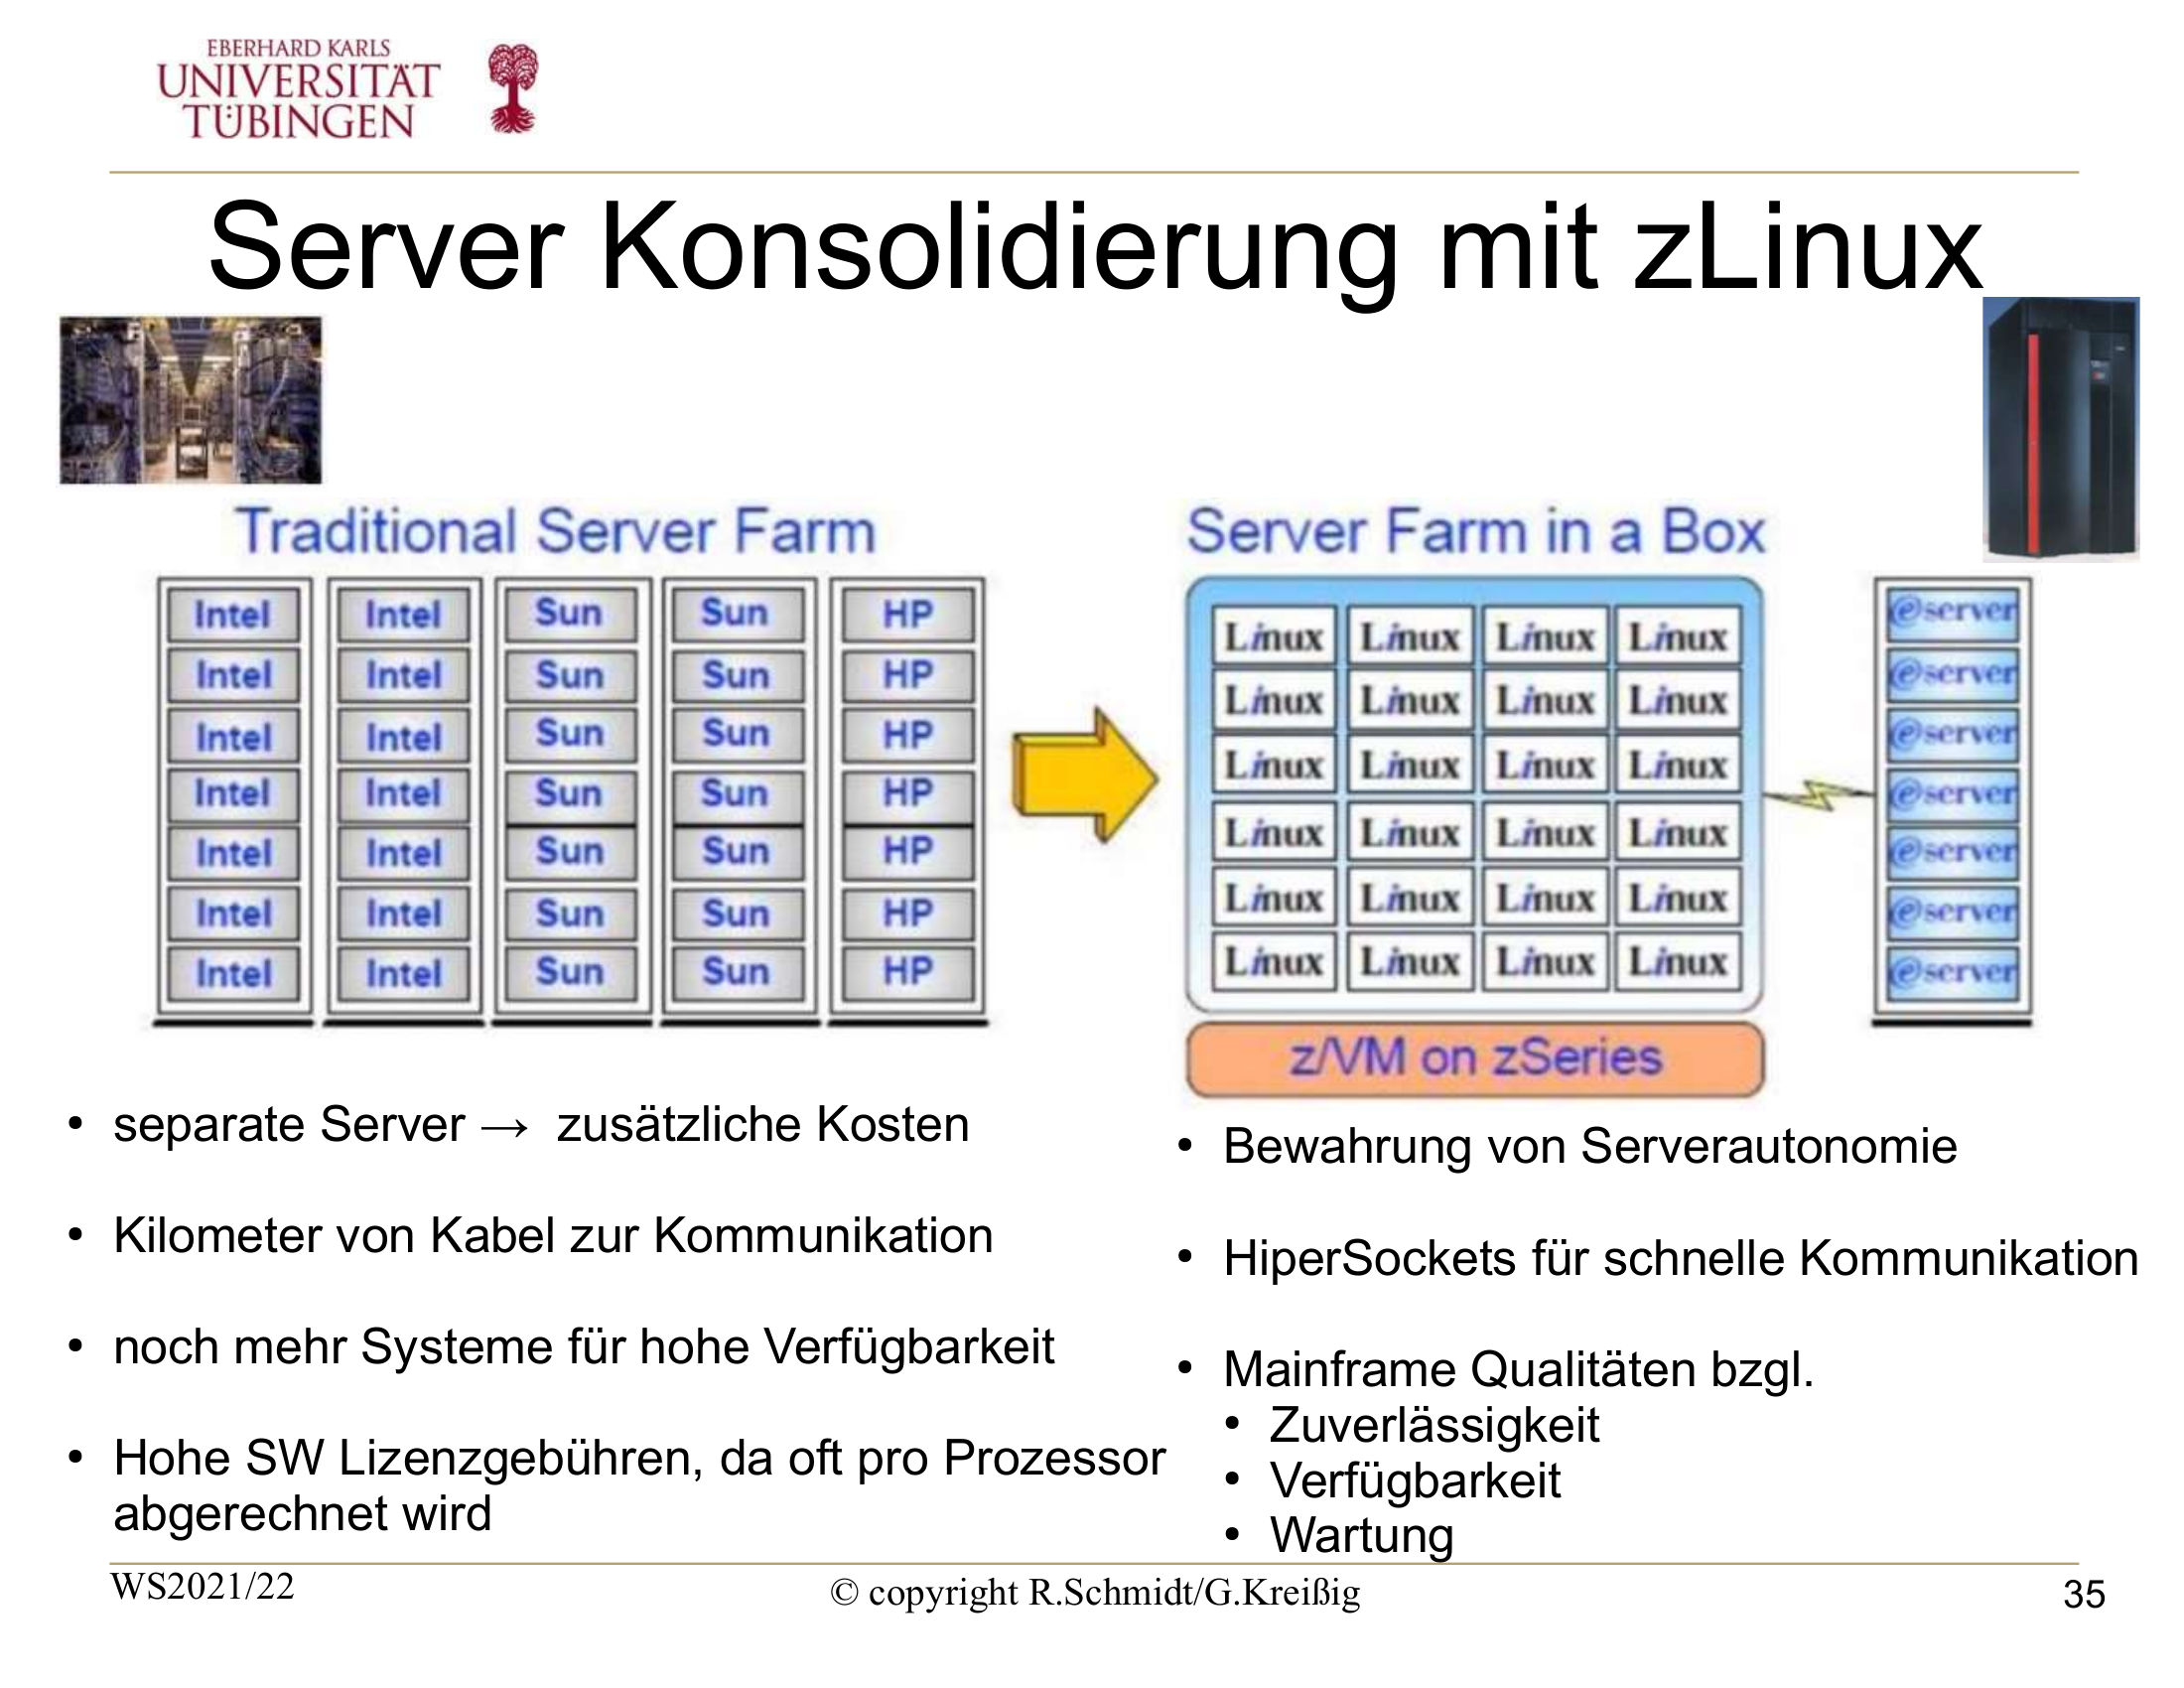 EBERHARD KARLS
UNIVERSITÄT
TÜBINGEN
Server Konsolidierung mit zLinux
Traditional Server Farm
Intel Intel Sun Sun HP
Intel Intel Sun Sun HP
Intel Intel Sun Sun HP
Intel Intel Sun Sun HP
Intel Intel Sun Sun HP
Intel Intel Sun Sun HP
Intel Intel Sun Sun HP
Server Farm in a Box
Linux Linux Linux Linux
Linux Linux Linux Linux
Linux Linux Linux Linux
Linux Linux Linux Linux
Linux Linux Linux Linux
Linux Linux Linux Linux
z/VM on zSeries
@server
@server
@server
@server
@server
@server
@server
• separate Server → zusätzliche Kosten
• Kilometer von Kabel zur Kommunikation
• noch mehr Systeme für hohe Verfügbarkeit
• Hohe SW Lizenzgebühren, da oft pro Prozessor
abgerechnet wird
• Bewahrung von Serverautonomie
• HiperSockets für schnelle Kommunikation
• Mainframe Qualitäten bzgl.
• Zuverlässigkeit
• Verfügbarkeit
• Wartung
WS2021/22
© copyright R.Schmidt/G.Kreißig
35